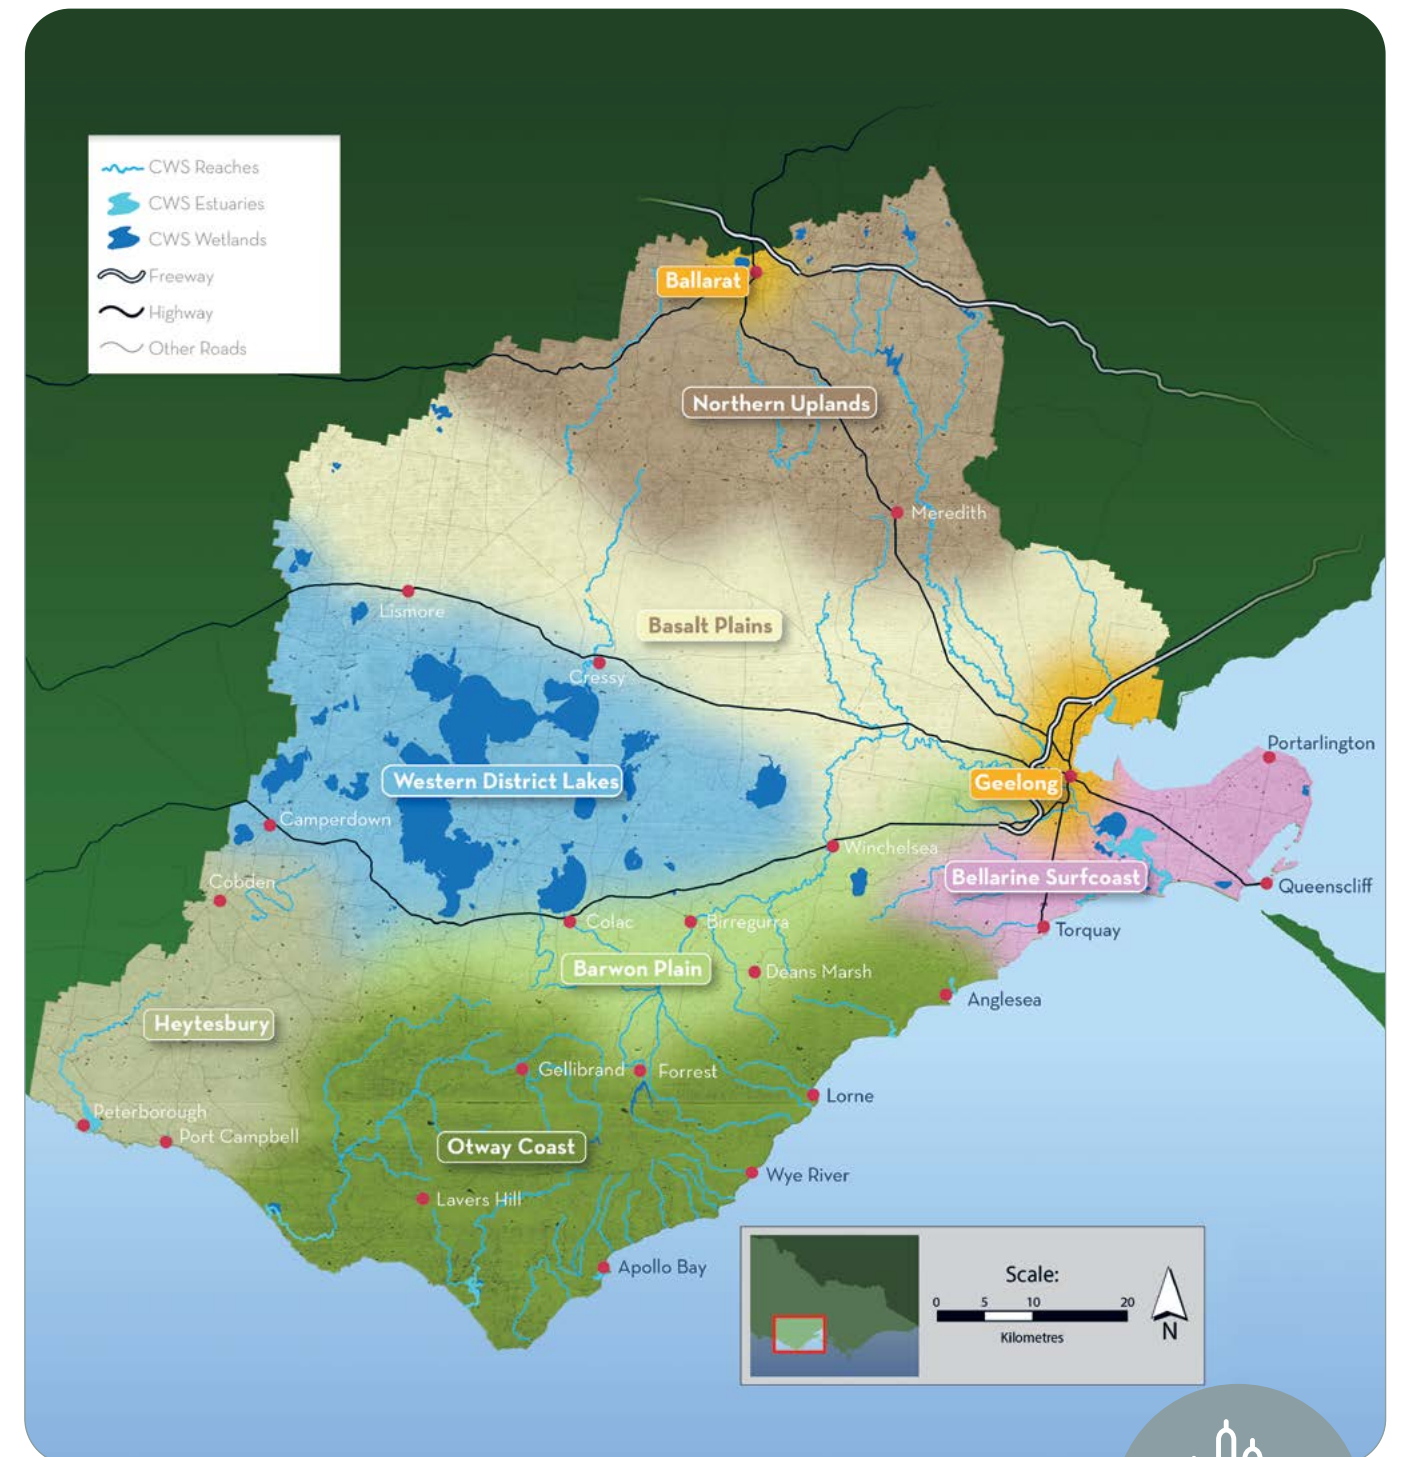 CWS Reaches
CWS Estuaries
CWS Wetlands
Freeway
Highway
Other Roads
Ballarat
Northern Uplands
Meredith
Lismore
Basalt Plains
Cressy
Portarlington
Western District Lakes
Geelong
Camperdown
Winchelsea
Bellarine Surfcoast
Cobden
Queenscliff
Colac
Birregurra
Torquay
Barwon Plain
Deans Marsh
Anglesea
Heytesbury
Gellibrand
Forrest
Lorne
Peterborough
Port Campbell
Otway Coast
Wye River
Lavers Hill
Apollo Bay
Scale:
0 5 10 20
Kilometres
N